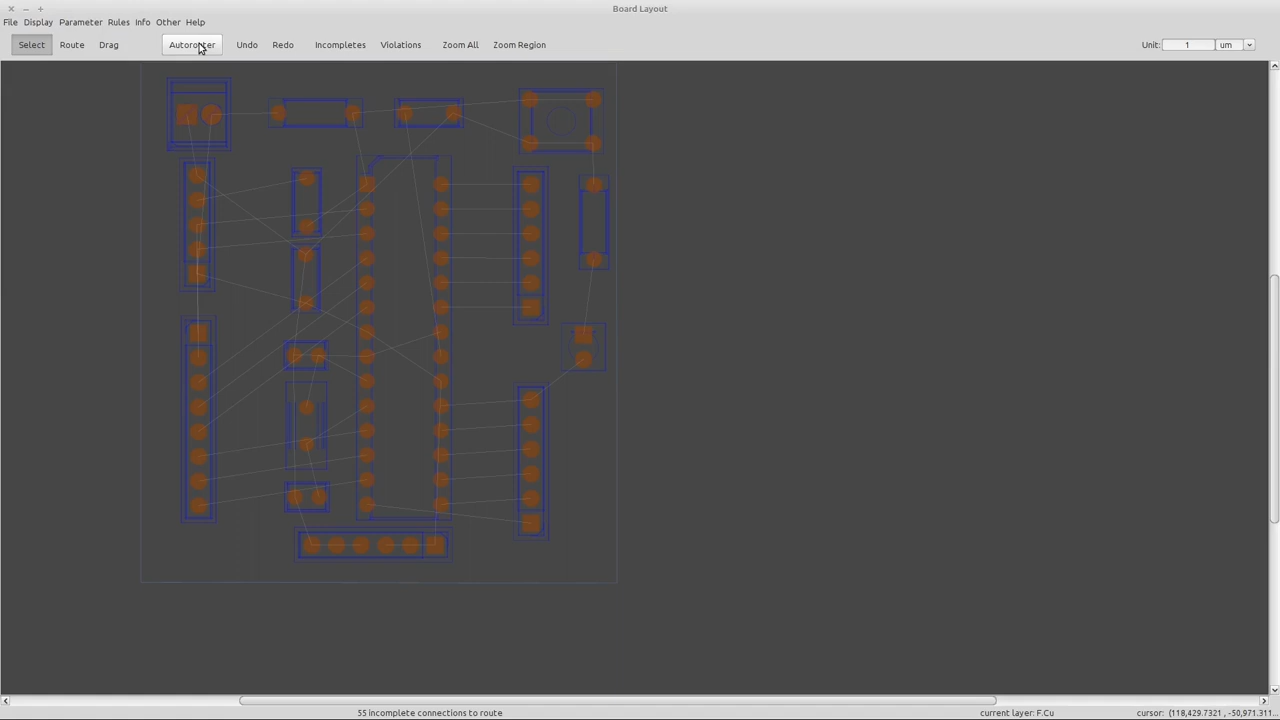 Board Layout
File Display Parameter Rules Info Other Help
Select Route Drag Autorouter Undo Redo Incompletes Violations Zoom All Zoom Region Unit: 1 um
55 incomplete connections to route current layer: F.Cu cursor: (118,429.7321 , -50,971.311...